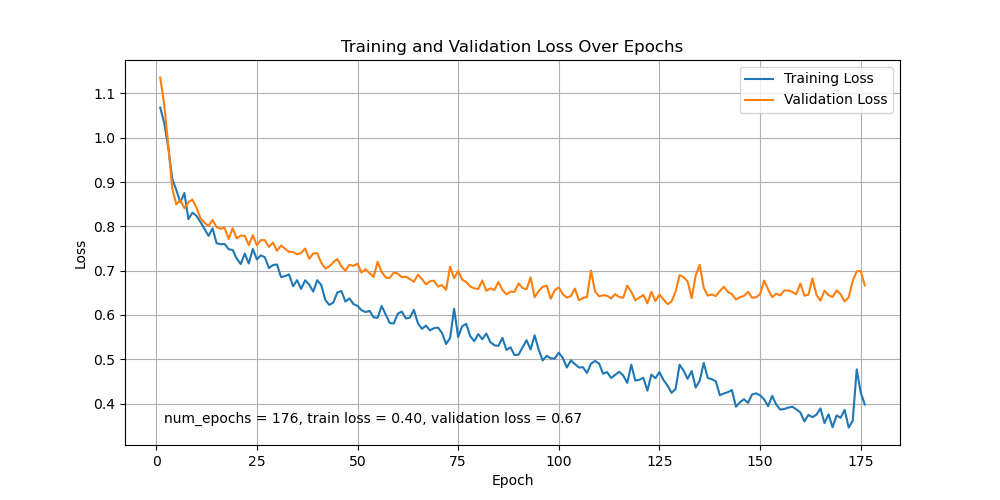 Training and Validation Loss Over Epochs
Training Loss
Validation Loss
1.1
1.0
0.9
0.8
0.7
0.6
0.5
0.4
Loss
num_epochs = 176, train loss = 0.40, validation loss = 0.67
0 25 50 75 100 125 150 175
Epoch